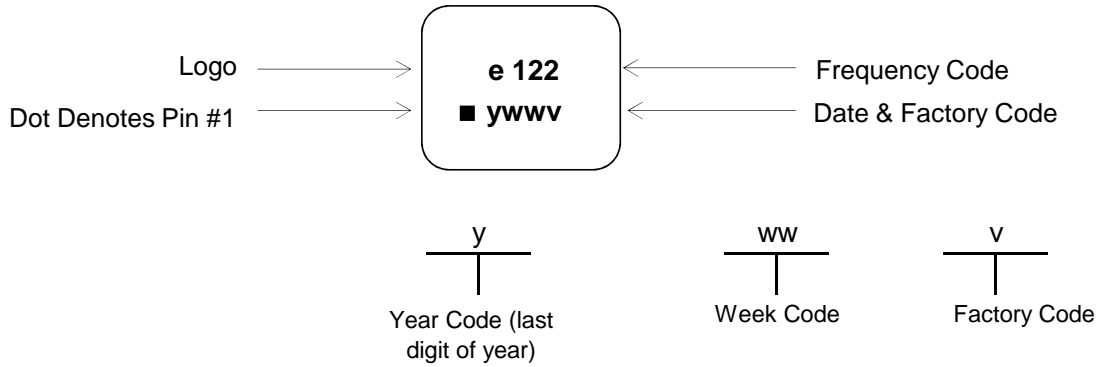 Logo
e 122
Frequency Code
Dot Denotes Pin #1
■ ywwv
Date & Factory Code
y
ww
v
Year Code (last
digit of year)
Week Code
Factory Code